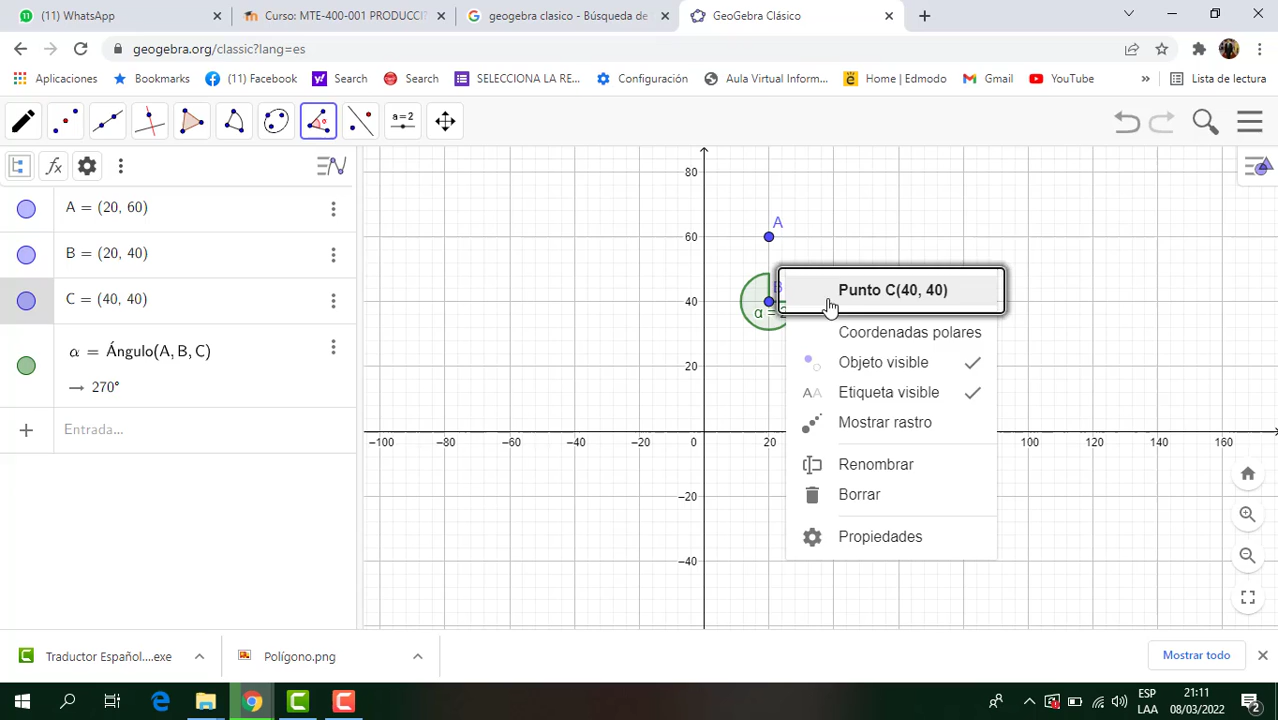 (11) WhatsApp
Curso: MTE-400-001 PRODUCCI
geogebra clasico - Búsqueda de
GeoGebra Clásico
geogebra.org/classic?lang=es
Aplicaciones
Bookmarks
(11) Facebook
Search
Search
SELECCIONA LA RE...
Configuración
Aula Virtual Inform...
Home | Edmodo
Gmail
YouTube
»
Lista de lectura
a=2
fx
A = (20, 60)
B = (20, 40)
C = (40, 40)
α = Ángulo(A, B, C)
→ 270°
Entrada...
80
60
40
20
0
−20
−40
−100
−80
−60
−40
−20
20
100
120
140
160
A
B
α = 2
Punto C(40, 40)
Coordenadas polares
Objeto visible
AA Etiqueta visible
Mostrar rastro
Renombrar
Borrar
Propiedades
Traductor Español....exe
Polígono.png
Mostrar todo
ESP
LAA
21:11
08/03/2022
2